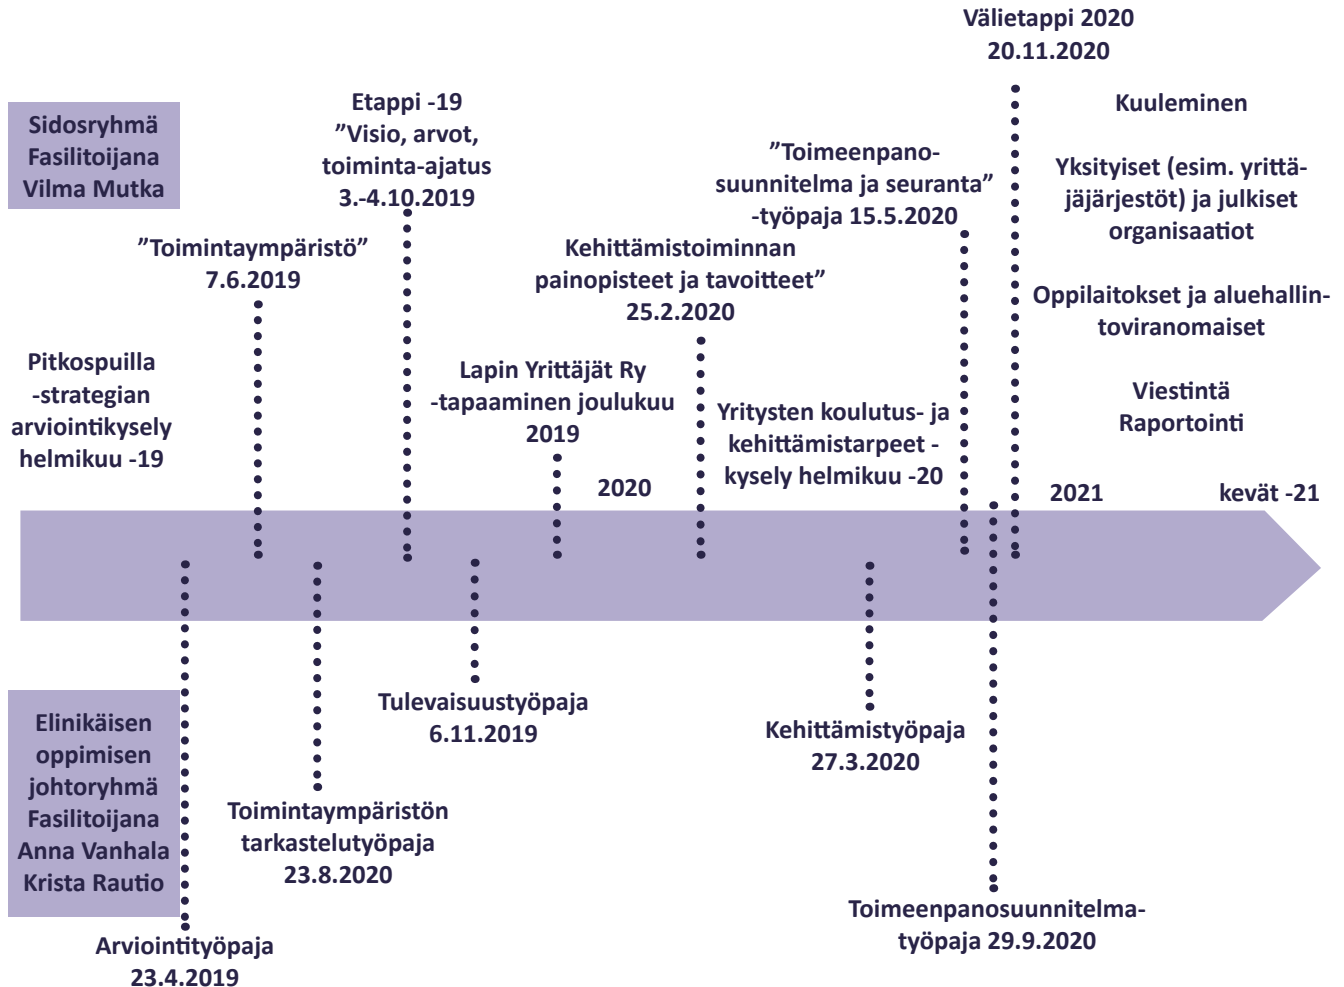 Välietappi 2020
20.11.2020
Sidosryhmä
Fasilitoijana
Vilma Mutka
Etappi -19
”Visio, arvot,
toiminta-ajatus
3.-4.10.2019
”Toimeenpano-
suunnitelma ja seuranta”
-työpaja 15.5.2020
Kuuleminen
Yksityiset (esim. yrittä-
jäjärjestöt) ja julkiset
organisaatiot
Oppilaitokset ja aluehallin-
toviranomaiset
Viestintä
Raportointi
”Toimintaympäristö”
7.6.2019
Kehittämistoiminnan
painopisteet ja tavoitteet”
25.2.2020
Pitkospuilla
-strategian
arviointikysely
helmikuu -19
Lapin Yrittäjät Ry
-tapaaminen joulukuu
2019
Yritysten koulutus- ja
kehittämistarpeet -
kysely helmikuu -20
2020
2021
kevät -21
Elinikäisen
oppimisen
johtoryhmä
Fasilitoijana
Anna Vanhala
Krista Rautio
Arviointityöpaja
23.4.2019
Toimintaympäristön
tarkastelutyöpaja
23.8.2020
Tulevaisuustyöpaja
6.11.2019
Kehittämistyöpaja
27.3.2020
Toimeenpanosuunnitelma-
työpaja 29.9.2020